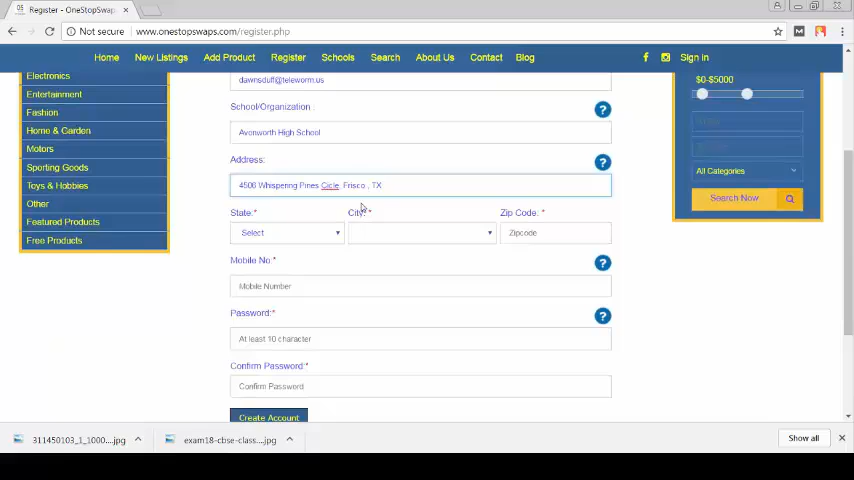 Register - OneStopSwap
Not secure www.onestopswaps.com/register.php
Home New Listings Add Product Register Schools Search About Us Contact Blog Sign in
Electronics
Entertainment
Fashion
Home & Garden
Motors
Sporting Goods
Toys & Hobbies
Other
Featured Products
Free Products
dawnsduff@teleworm.us
School/Organization :
Avonworth High School
Address:
4508 Whispering Pines Cicle Frisco , TX
State:* City: * Zip Code: *
Select Zipcode
Mobile No:*
Mobile Number
Password:*
At least 10 character
Confirm Password:*
Confirm Password
Create Account
$0-$5000
All Categories
Search Now
311450103_1_1000....jpg exam18-cbse-class....jpg Show all